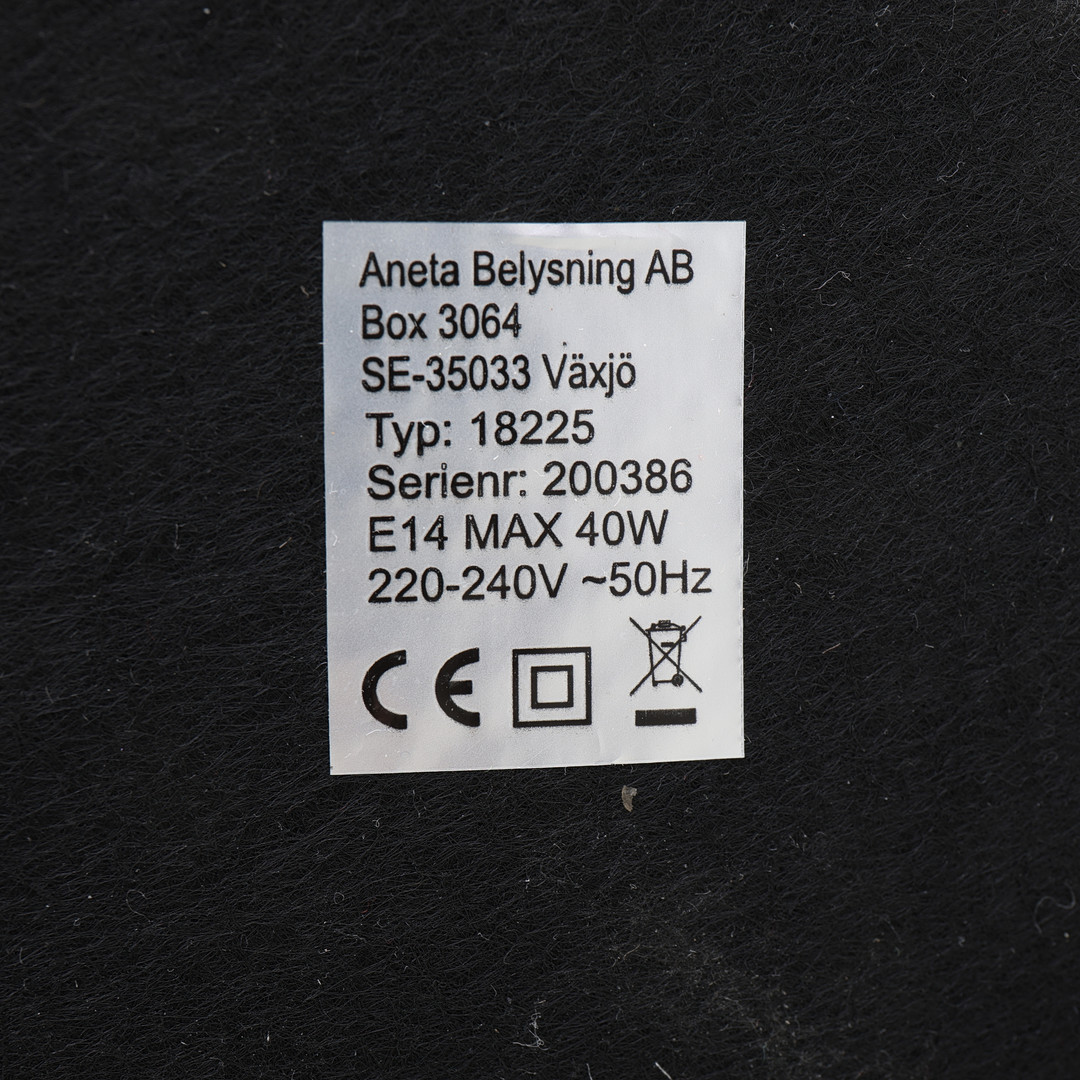 Aneta Belysning AB
Box 3064
SE-35033 Växjö
Typ: 18225
Serienr: 200386
E14 MAX 40W
220-240V ~50Hz
CE